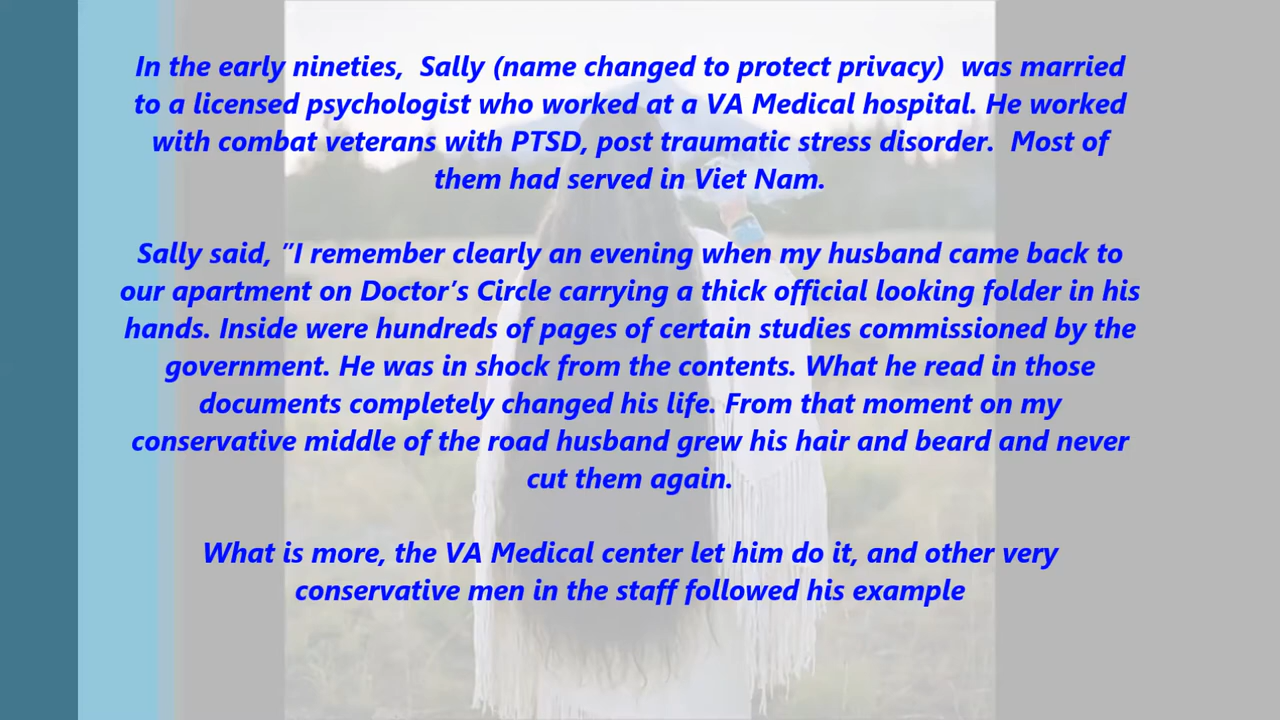 In the early nineties,  Sally (name changed to protect privacy)  was married
to a licensed psychologist who worked at a VA Medical hospital. He worked
with combat veterans with PTSD, post traumatic stress disorder.  Most of
them had served in Viet Nam.
Sally said, ”I remember clearly an evening when my husband came back to
our apartment on Doctor’s Circle carrying a thick official looking folder in his
hands. Inside were hundreds of pages of certain studies commissioned by the
government. He was in shock from the contents. What he read in those
documents completely changed his life. From that moment on my
conservative middle of the road husband grew his hair and beard and never
cut them again.
What is more, the VA Medical center let him do it, and other very
conservative men in the staff followed his example